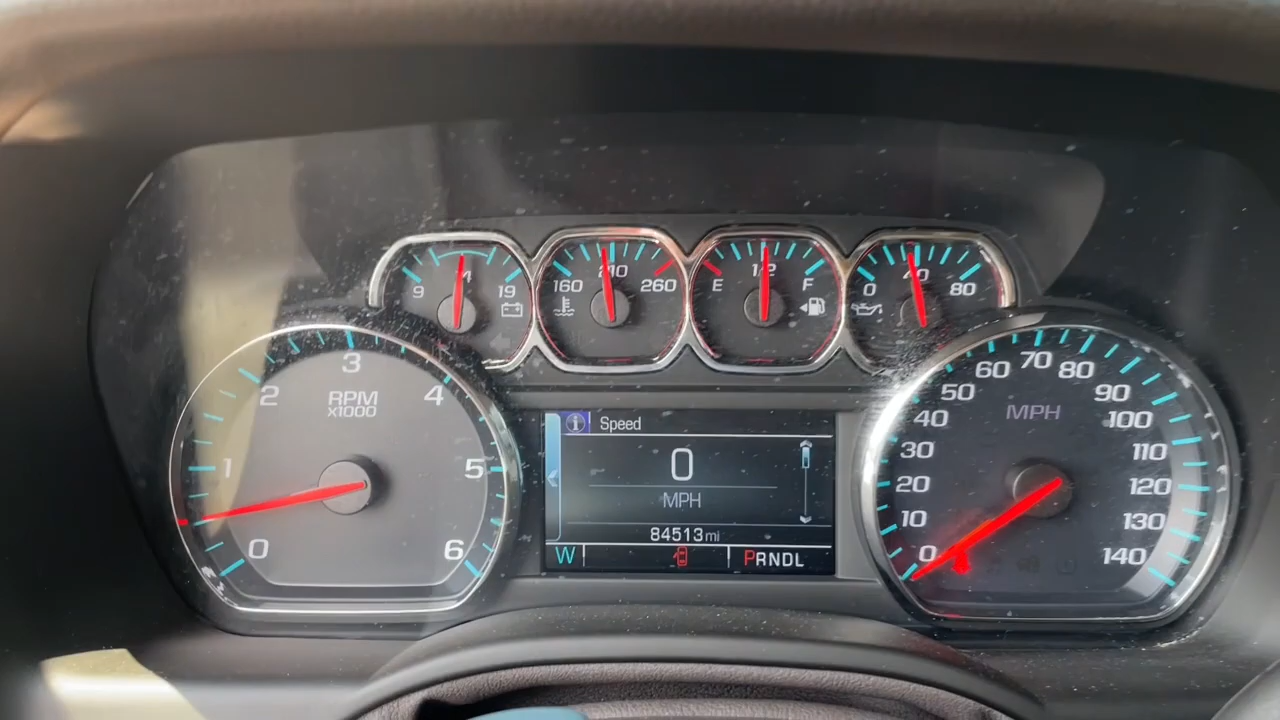 9 14 19
160 210 260
E 1/2 F
0 40 80
0 1 2 3 4 5 6
RPM
x1000
Speed
0
MPH
84513 mi
W PRNDL
MPH
0 10 20 30 40 50 60 70 80 90 100 110 120 130 140